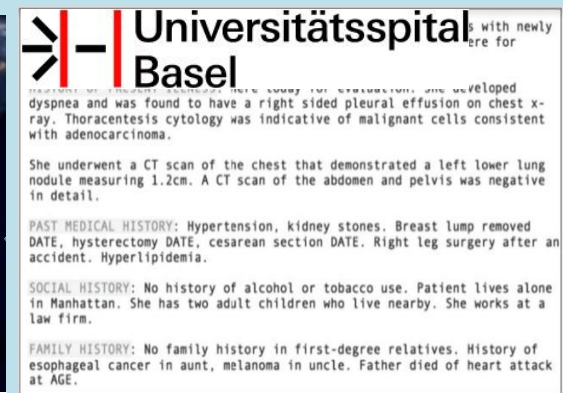 Universitätsspital
Basel
s with newly
ere for
HISTORY OF PRESENT ILLNESS: Here today for evaluation. She developed
dyspnea and was found to have a right sided pleural effusion on chest x-
ray. Thoracentesis cytology was indicative of malignant cells consistent
with adenocarcinoma.
She underwent a CT scan of the chest that demonstrated a left lower lung
nodule measuring 1.2cm. A CT scan of the abdomen and pelvis was negative
in detail.
PAST MEDICAL HISTORY: Hypertension, kidney stones. Breast lump removed
DATE, hysterectomy DATE, cesarean section DATE. Right leg surgery after an
accident. Hyperlipidemia.
SOCIAL HISTORY: No history of alcohol or tobacco use. Patient lives alone
in Manhattan. She has two adult children who live nearby. She works at a
law firm.
FAMILY HISTORY: No family history in first-degree relatives. History of
esophageal cancer in aunt, melanoma in uncle. Father died of heart attack
at AGE.